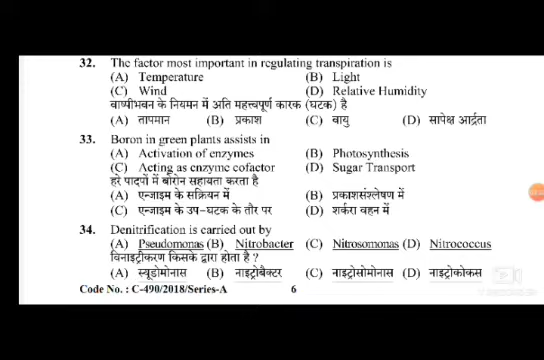 32. The factor most important in regulating transpiration is
(A) Temperature (B) Light
(C) Wind (D) Relative Humidity
वाष्पीभवन के नियमन में अति महत्त्वपूर्ण कारक (घटक) है
(A) तापमान (B) प्रकाश (C) वायु (D) सापेक्ष आर्द्रता
33. Boron in green plants assists in
(A) Activation of enzymes (B) Photosynthesis
(C) Acting as enzyme cofactor (D) Sugar Transport
हरे पादपों में बोरोन सहायता करता है
(A) एन्जाइम के सक्रियन में (B) प्रकाशसंश्लेषण में
(C) एन्जाइम के उप-घटक के तौर पर (D) शर्करा वहन में
34. Denitrification is carried out by
(A) Pseudomonas (B) Nitrobacter (C) Nitrosomonas (D) Nitrococcus
विनाइट्रीकरण किसके द्वारा होता है ?
(A) स्यूडोमोनास (B) नाइट्रोबैक्टर (C) नाइट्रोसोमोनास (D) नाइट्रोकोकस
Code No. : C-490/2018/Series-A 6